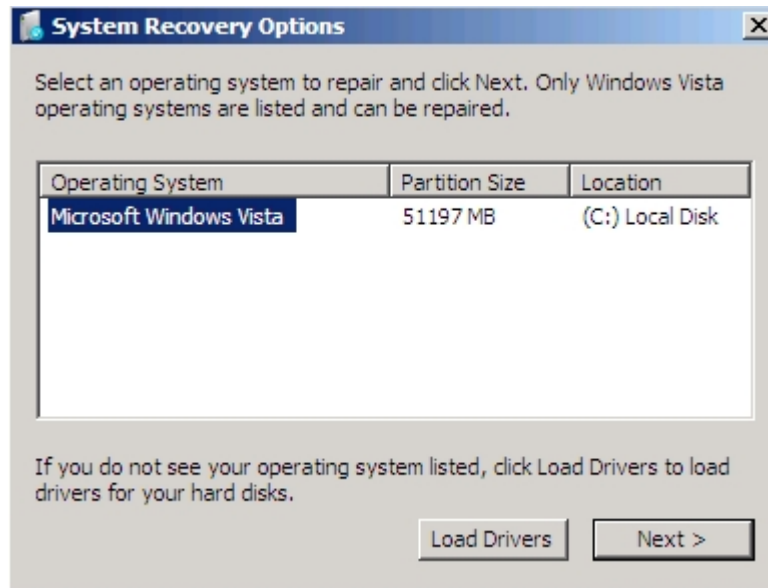 System Recovery Options
Select an operating system to repair and click Next. Only Windows Vista
operating systems are listed and can be repaired.
Operating System Partition Size Location
Microsoft Windows Vista 51197 MB (C:) Local Disk
If you do not see your operating system listed, click Load Drivers to load
drivers for your hard disks.
Load Drivers Next >